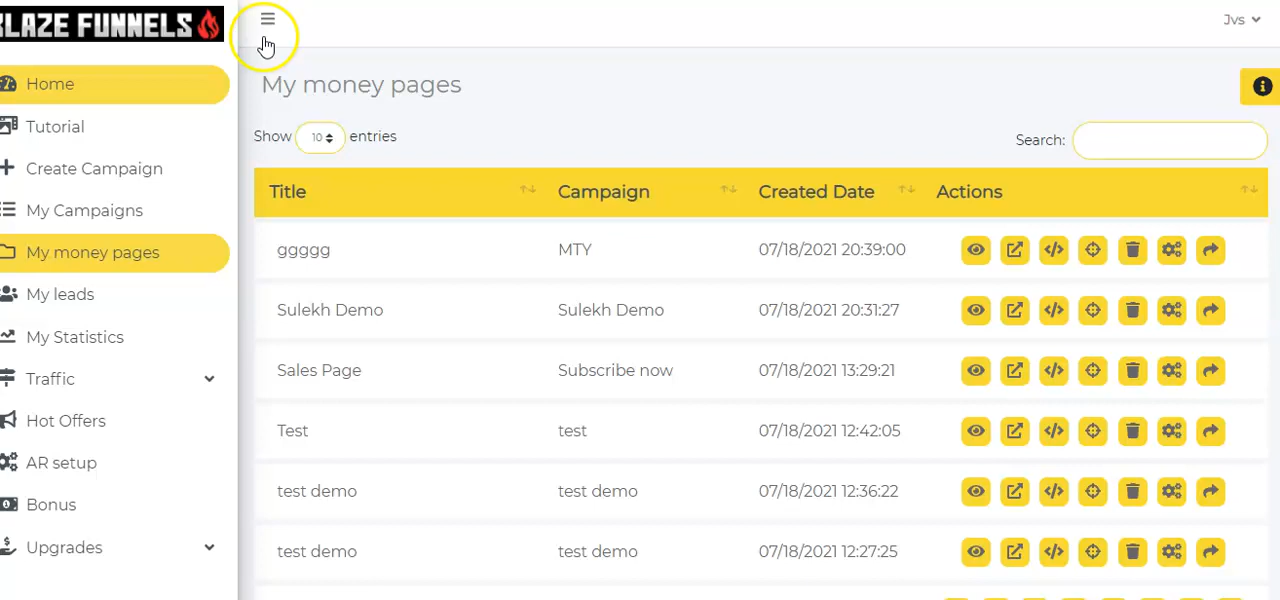 LAZE FUNNELS
Jvs
Home
Tutorial
Create Campaign
My Campaigns
My money pages
My leads
My Statistics
Traffic
Hot Offers
AR setup
Bonus
Upgrades
My money pages
Show 10 entries
Search:
Title Campaign Created Date Actions
ggggg MTY 07/18/2021 20:39:00
Sulekh Demo Sulekh Demo 07/18/2021 20:31:27
Sales Page Subscribe now 07/18/2021 13:29:21
Test test 07/18/2021 12:42:05
test demo test demo 07/18/2021 12:36:22
test demo test demo 07/18/2021 12:27:25